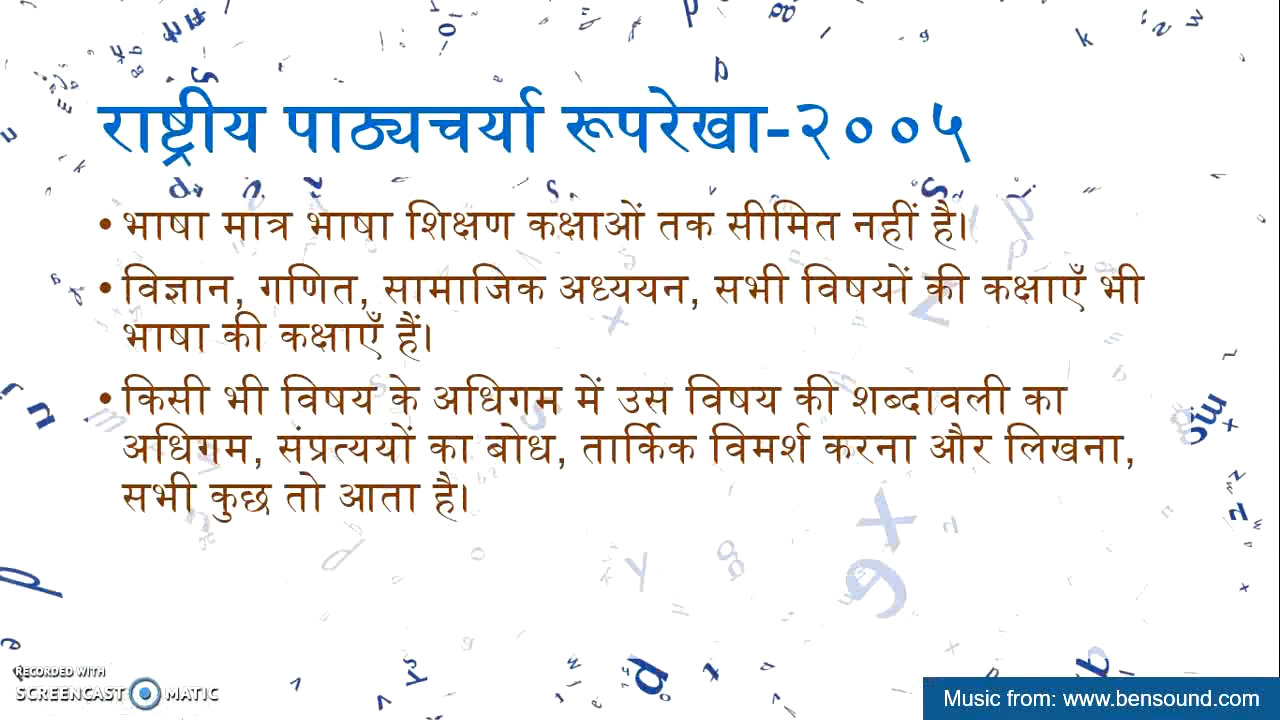 राष्ट्रीय पाठ्यचर्या रूपरेखा-२००५
• भाषा मात्र भाषा शिक्षण कक्षाओं तक सीमित नहीं है।
• विज्ञान, गणित, सामाजिक अध्ययन, सभी विषयों की कक्षाएँ भी
भाषा की कक्षाएँ हैं।
• किसी भी विषय के अधिगम में उस विषय की शब्दावली का
अधिगम, संप्रत्ययों का बोध, तार्किक विमर्श करना और लिखना,
सभी कुछ तो आता है।
RECORDED WITH
SCREENCAST MATIC
Music from: www.bensound.com